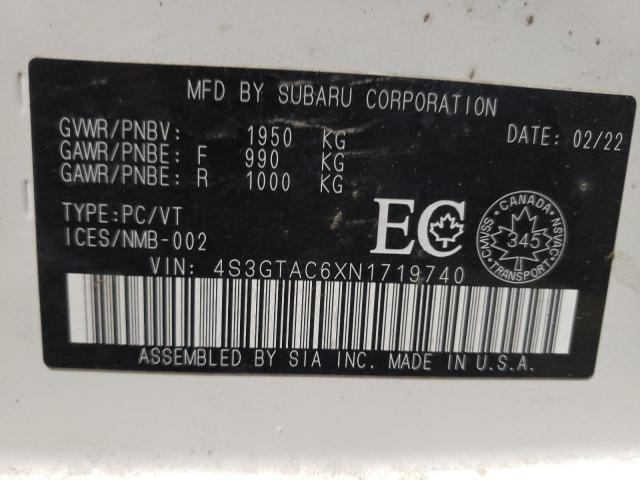 MFD BY SUBARU CORPORATION
GVWR/PNBV: 1950 KG DATE: 02/22
GAWR/PNBE: F 990 KG
GAWR/PNBE: R 1000 KG
TYPE:PC/VT
ICES/NMB-002
EC
CANADA
CMVSS 345 NSVAC
TRANSPORT
VIN: 4S3GTAC6XN1719740
ASSEMBLED BY SIA INC. MADE IN U.S.A.